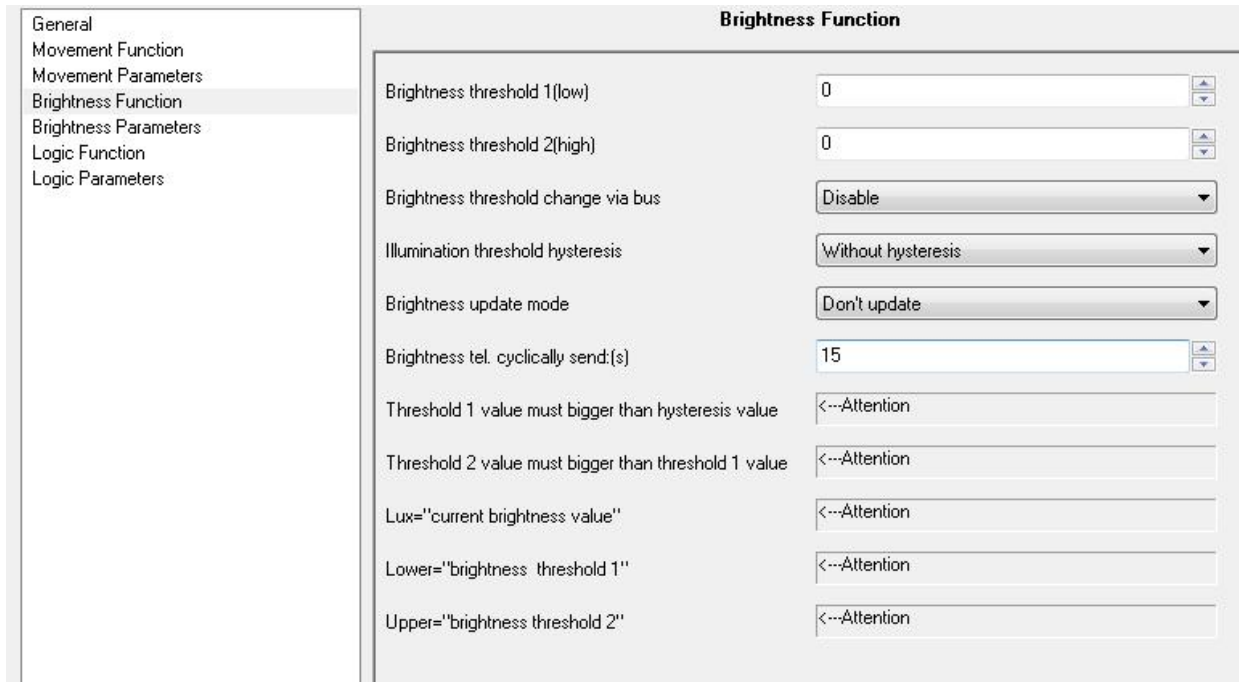 General
Movement Function
Movement Parameters
Brightness Function
Brightness Parameters
Logic Function
Logic Parameters
Brightness Function
Brightness threshold 1(low) 0
Brightness threshold 2(high) 0
Brightness threshold change via bus Disable
Illumination threshold hysteresis Without hysteresis
Brightness update mode Don't update
Brightness tel. cyclically send:(s) 15
Threshold 1 value must bigger than hysteresis value <---Attention
Threshold 2 value must bigger than threshold 1 value <---Attention
Lux="current brightness value" <---Attention
Lower="brightness  threshold 1" <---Attention
Upper="brightness threshold 2" <---Attention